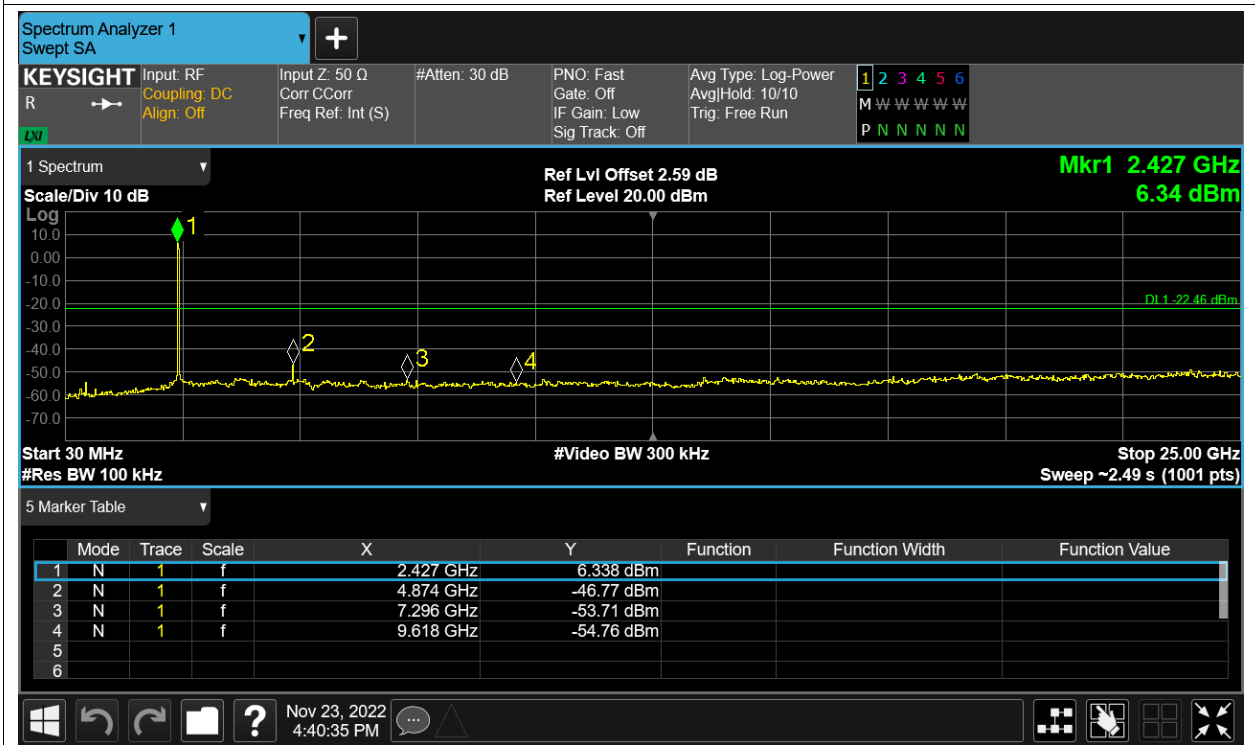 Spectrum Analyzer 1
Swept SA
KEYSIGHT Input: RF Input Z: 50 Ω #Atten: 30 dB PNO: Fast Avg Type: Log-Power 1 2 3 4 5 6
R Coupling: DC Corr CCorr Gate: Off Avg|Hold: 10/10 M W W W W W
Align: Off Freq Ref: Int (S) IF Gain: Low Trig: Free Run
LXI Sig Track: Off P N N N N N
1 Spectrum Ref Lvl Offset 2.59 dB Mkr1 2.427 GHz
Scale/Div 10 dB Ref Level 20.00 dBm 6.34 dBm
Log
1
10.0
0.00
-10.0
-20.0 DL1 -22.46 dBm
-30.0
2
-40.0
3 4
-50.0
-60.0
-70.0
Start 30 MHz #Video BW 300 kHz Stop 25.00 GHz
#Res BW 100 kHz Sweep ~2.49 s (1001 pts)
5 Marker Table
Mode Trace Scale X Y Function Function Width Function Value
1 N 1 f 2.427 GHz 6.338 dBm
2 N 1 f 4.874 GHz -46.77 dBm
3 N 1 f 7.296 GHz -53.71 dBm
4 N 1 f 9.618 GHz -54.76 dBm
5
6
? Nov 23, 2022
4:40:35 PM